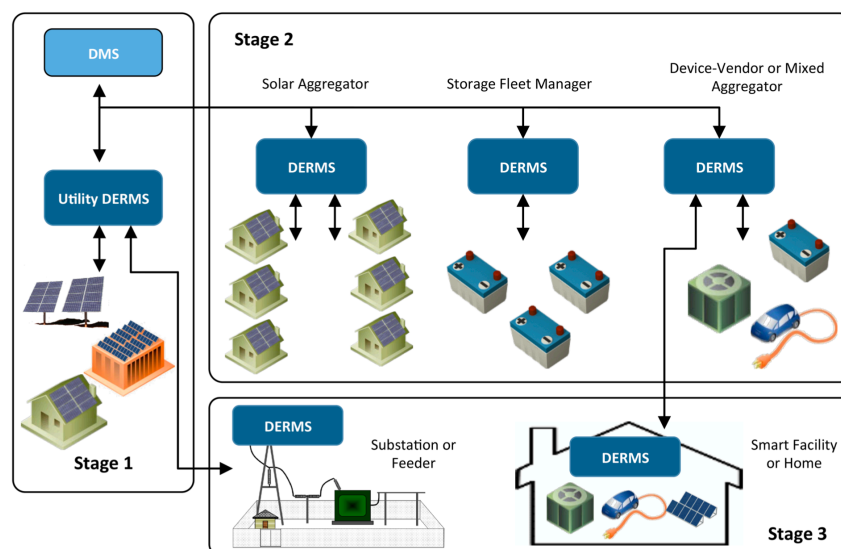 DMS
Utility DERMS
Stage 1
Stage 2
Solar Aggregator
DERMS
Storage Fleet Manager
DERMS
Device-Vendor or Mixed
Aggregator
DERMS
DERMS
Substation or
Feeder
DERMS
Smart Facility
or Home
Stage 3